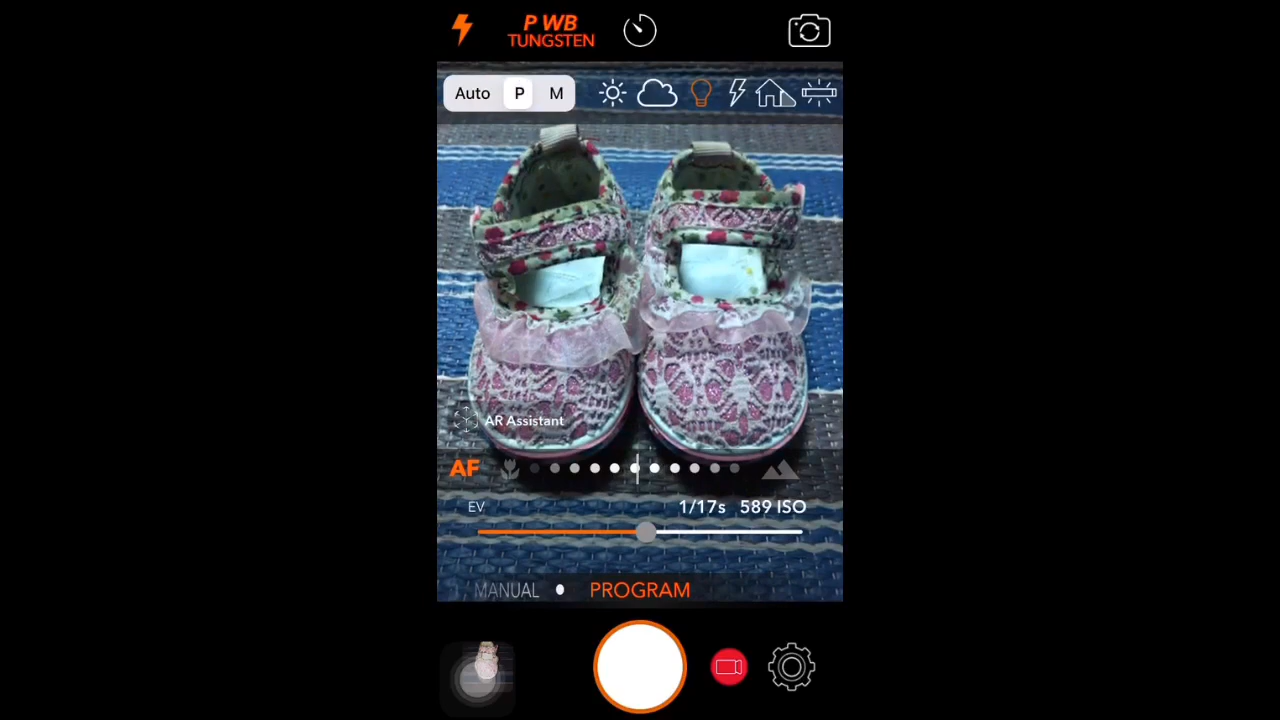 P WB
TUNGSTEN
Auto P M
AR Assistant
AF
EV 1/17s 589 ISO
MANUAL PROGRAM